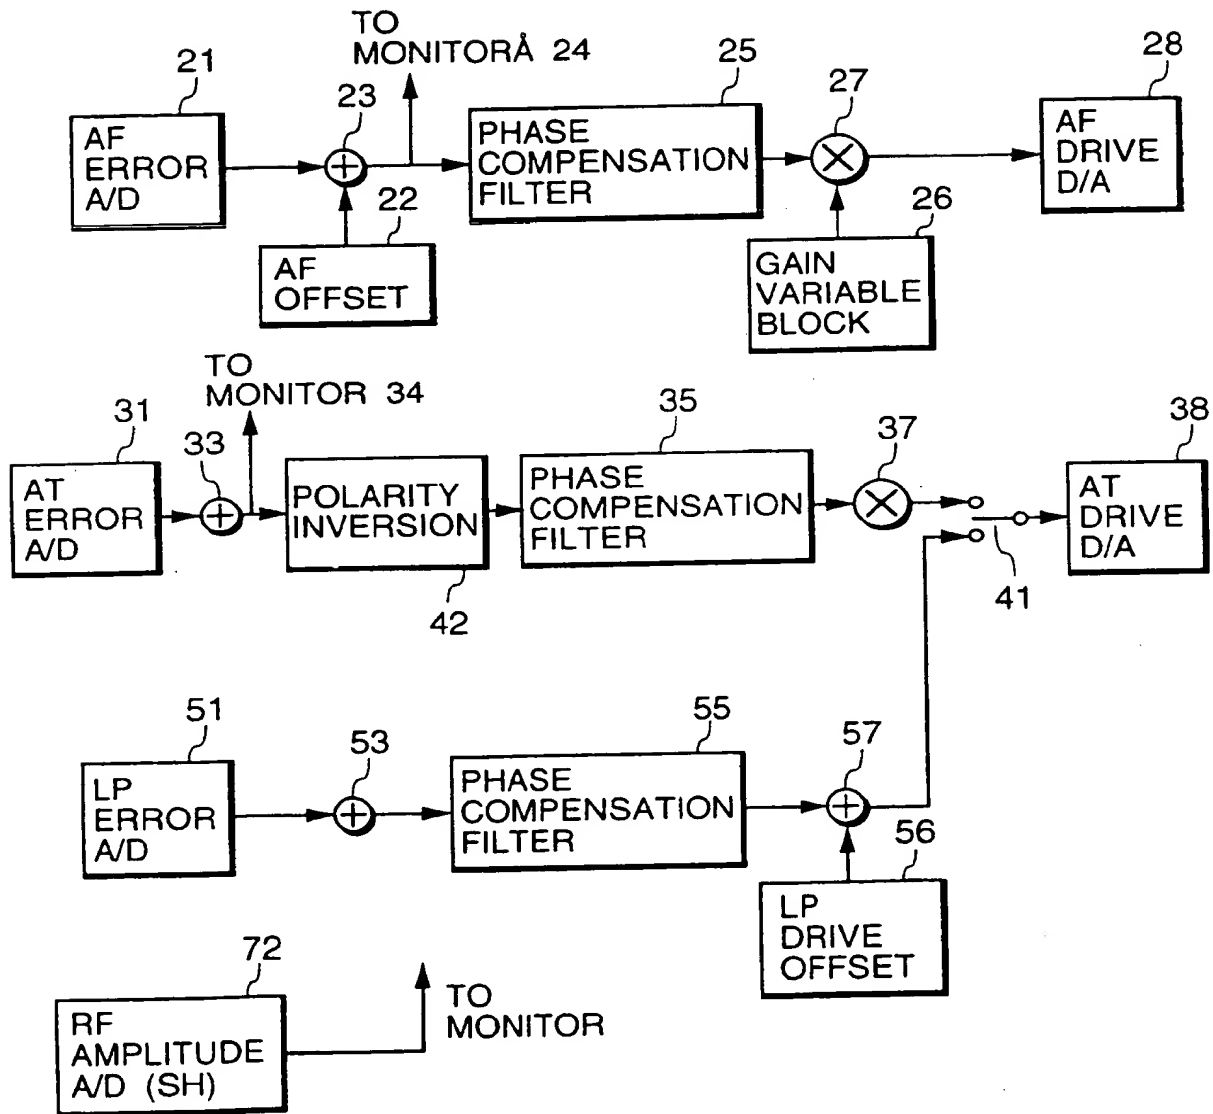 TO
MONITORÅ 24
21
23
25
27
28
AF
ERROR
A/D
PHASE
COMPENSATION
FILTER
AF
DRIVE
D/A
22
26
AF
OFFSET
GAIN
VARIABLE
BLOCK
TO
MONITOR 34
31
33
35
37
38
AT
ERROR
A/D
POLARITY
INVERSION
PHASE
COMPENSATION
FILTER
AT
DRIVE
D/A
42
41
51
53
55
57
LP
ERROR
A/D
PHASE
COMPENSATION
FILTER
56
LP
DRIVE
OFFSET
72
RF
AMPLITUDE
A/D (SH)
TO
MONITOR